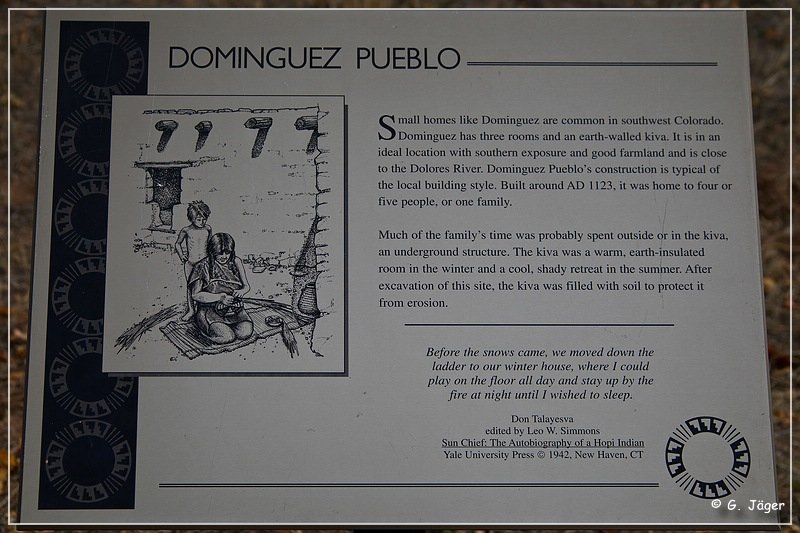 DOMINGUEZ PUEBLO
Small homes like Dominguez are common in southwest Colorado.
Dominguez has three rooms and an earth-walled kiva. It is in an
ideal location with southern exposure and good farmland and is close
to the Dolores River. Dominguez Pueblo's construction is typical of
the local building style. Built around AD 1123, it was home to four or
five people, or one family.
Much of the family's time was probably spent outside or in the kiva,
an underground structure. The kiva was a warm, earth-insulated
room in the winter and a cool, shady retreat in the summer. After
excavation of this site, the kiva was filled with soil to protect it
from erosion.
Before the snows came, we moved down the
ladder to our winter house, where I could
play on the floor all day and stay up by the
fire at night until I wished to sleep.
Don Talayesva
edited by Leo W. Simmons
Sun Chief: The Autobiography of a Hopi Indian
Yale University Press © 1942, New Haven, CT
© G. Jäger